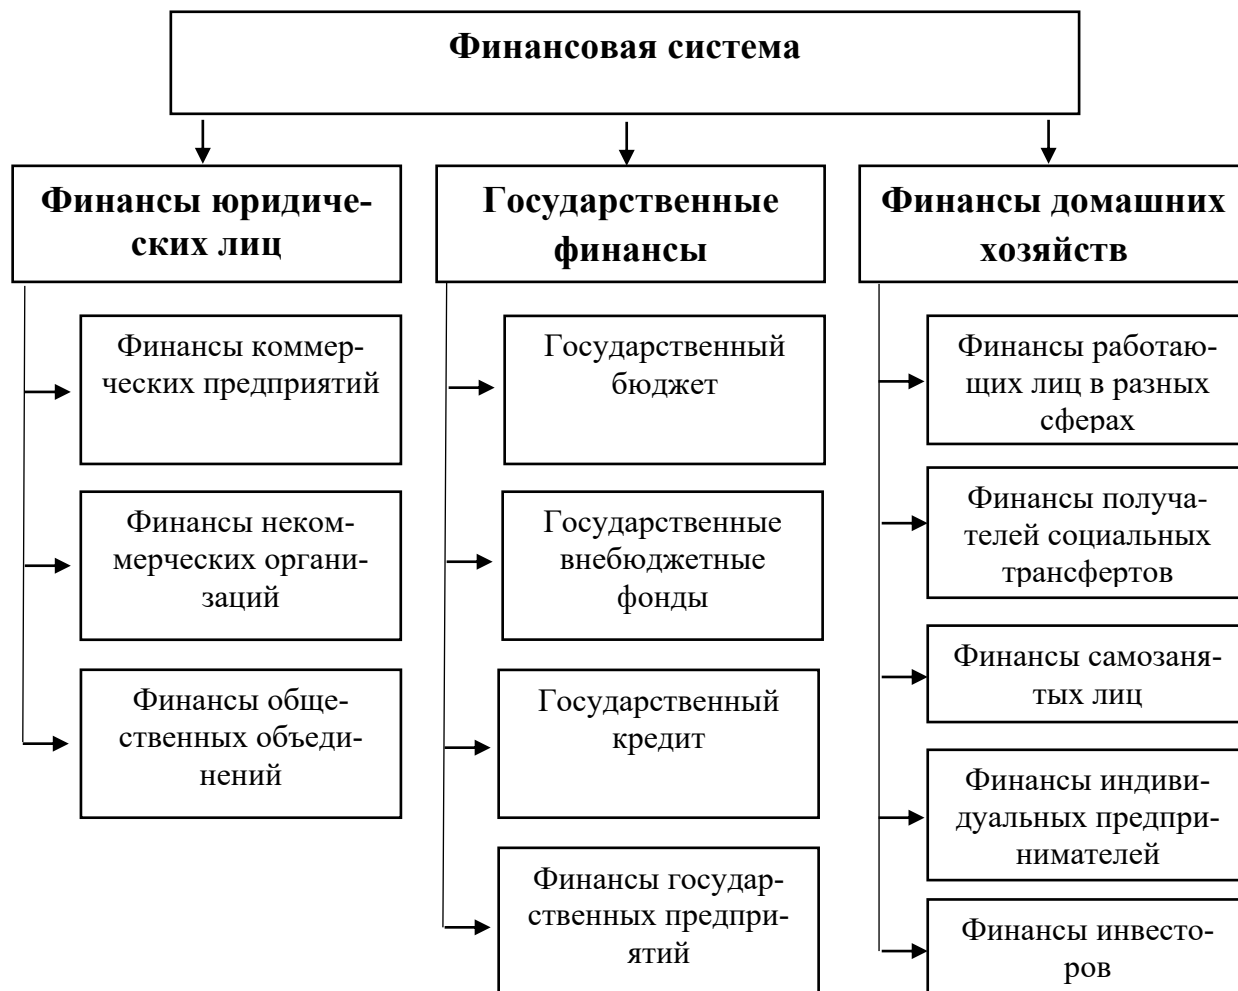 Финансовая система
Финансы юридиче-
ских лиц
Государственные
финансы
Финансы домашних
хозяйств
Финансы коммер-
ческих предприятий
Финансы неком-
мерческих органи-
заций
Финансы обще-
ственных объеди-
нений
Государственный
бюджет
Государственные
внебюджетные
фонды
Государственный
кредит
Финансы государ-
ственных предпри-
ятий
Финансы работаю-
щих лиц в разных
сферах
Финансы получа-
телей социальных
трансфертов
Финансы самозаня-
тых лиц
Финансы индиви-
дуальных предпри-
нимателей
Финансы инвесто-
ров